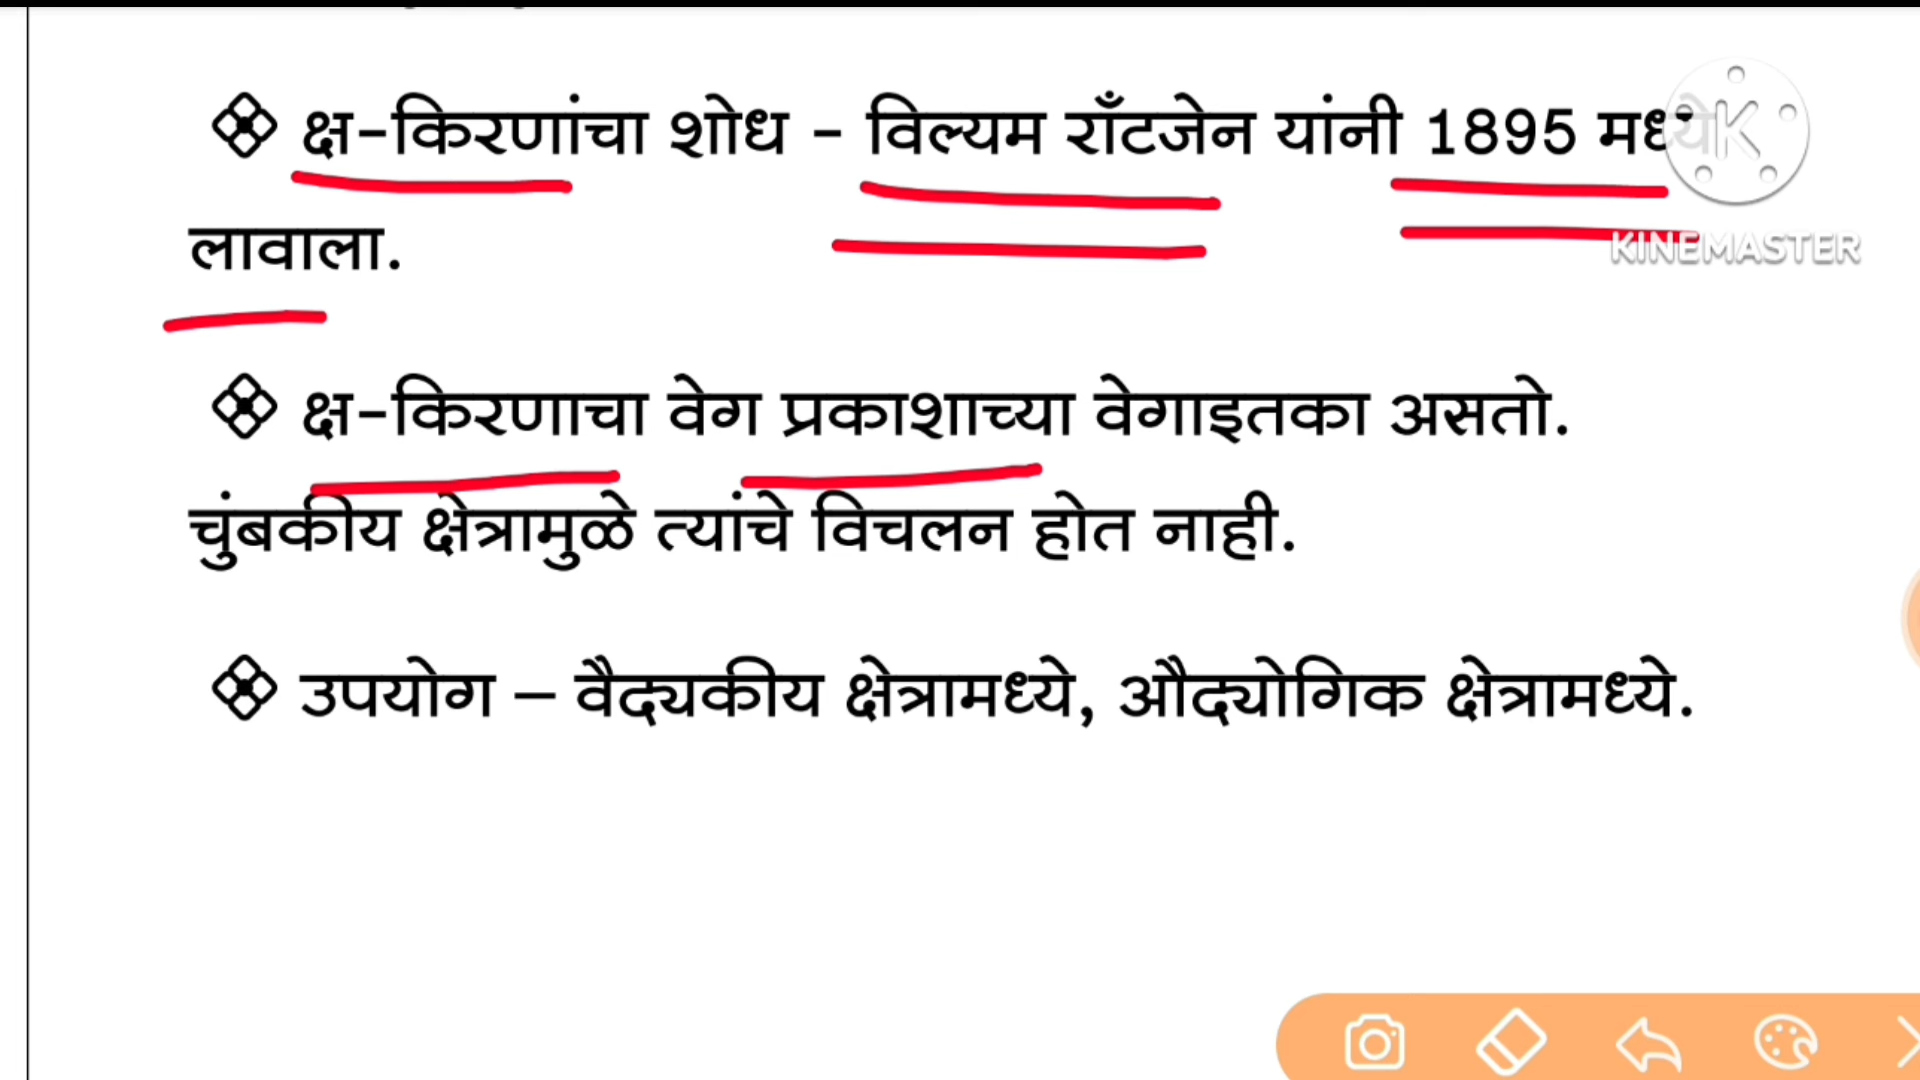 ❖ क्ष-किरणांचा शोध - विल्यम राँटजेन यांनी 1895 मध्ये
लावाला.
KINEMASTER
❖ क्ष-किरणाचा वेग प्रकाशाच्या वेगाइतका असतो.
चुंबकीय क्षेत्रामुळे त्यांचे विचलन होत नाही.
❖ उपयोग – वैद्यकीय क्षेत्रामध्ये, औद्योगिक क्षेत्रामध्ये.